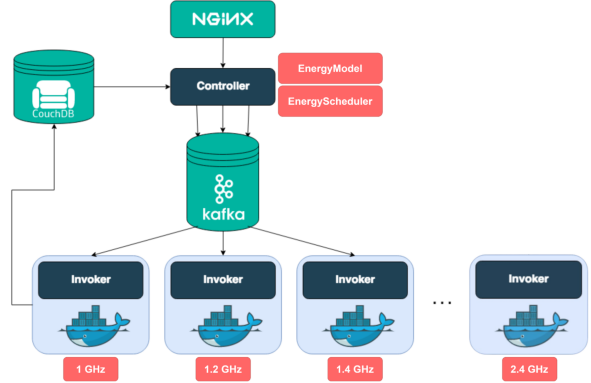 NGINX
EnergyModel
Controller
EnergyScheduler
CouchDB
kafka
Invoker
Invoker
Invoker
Invoker
...
1 GHz
1.2 GHz
1.4 GHz
2.4 GHz